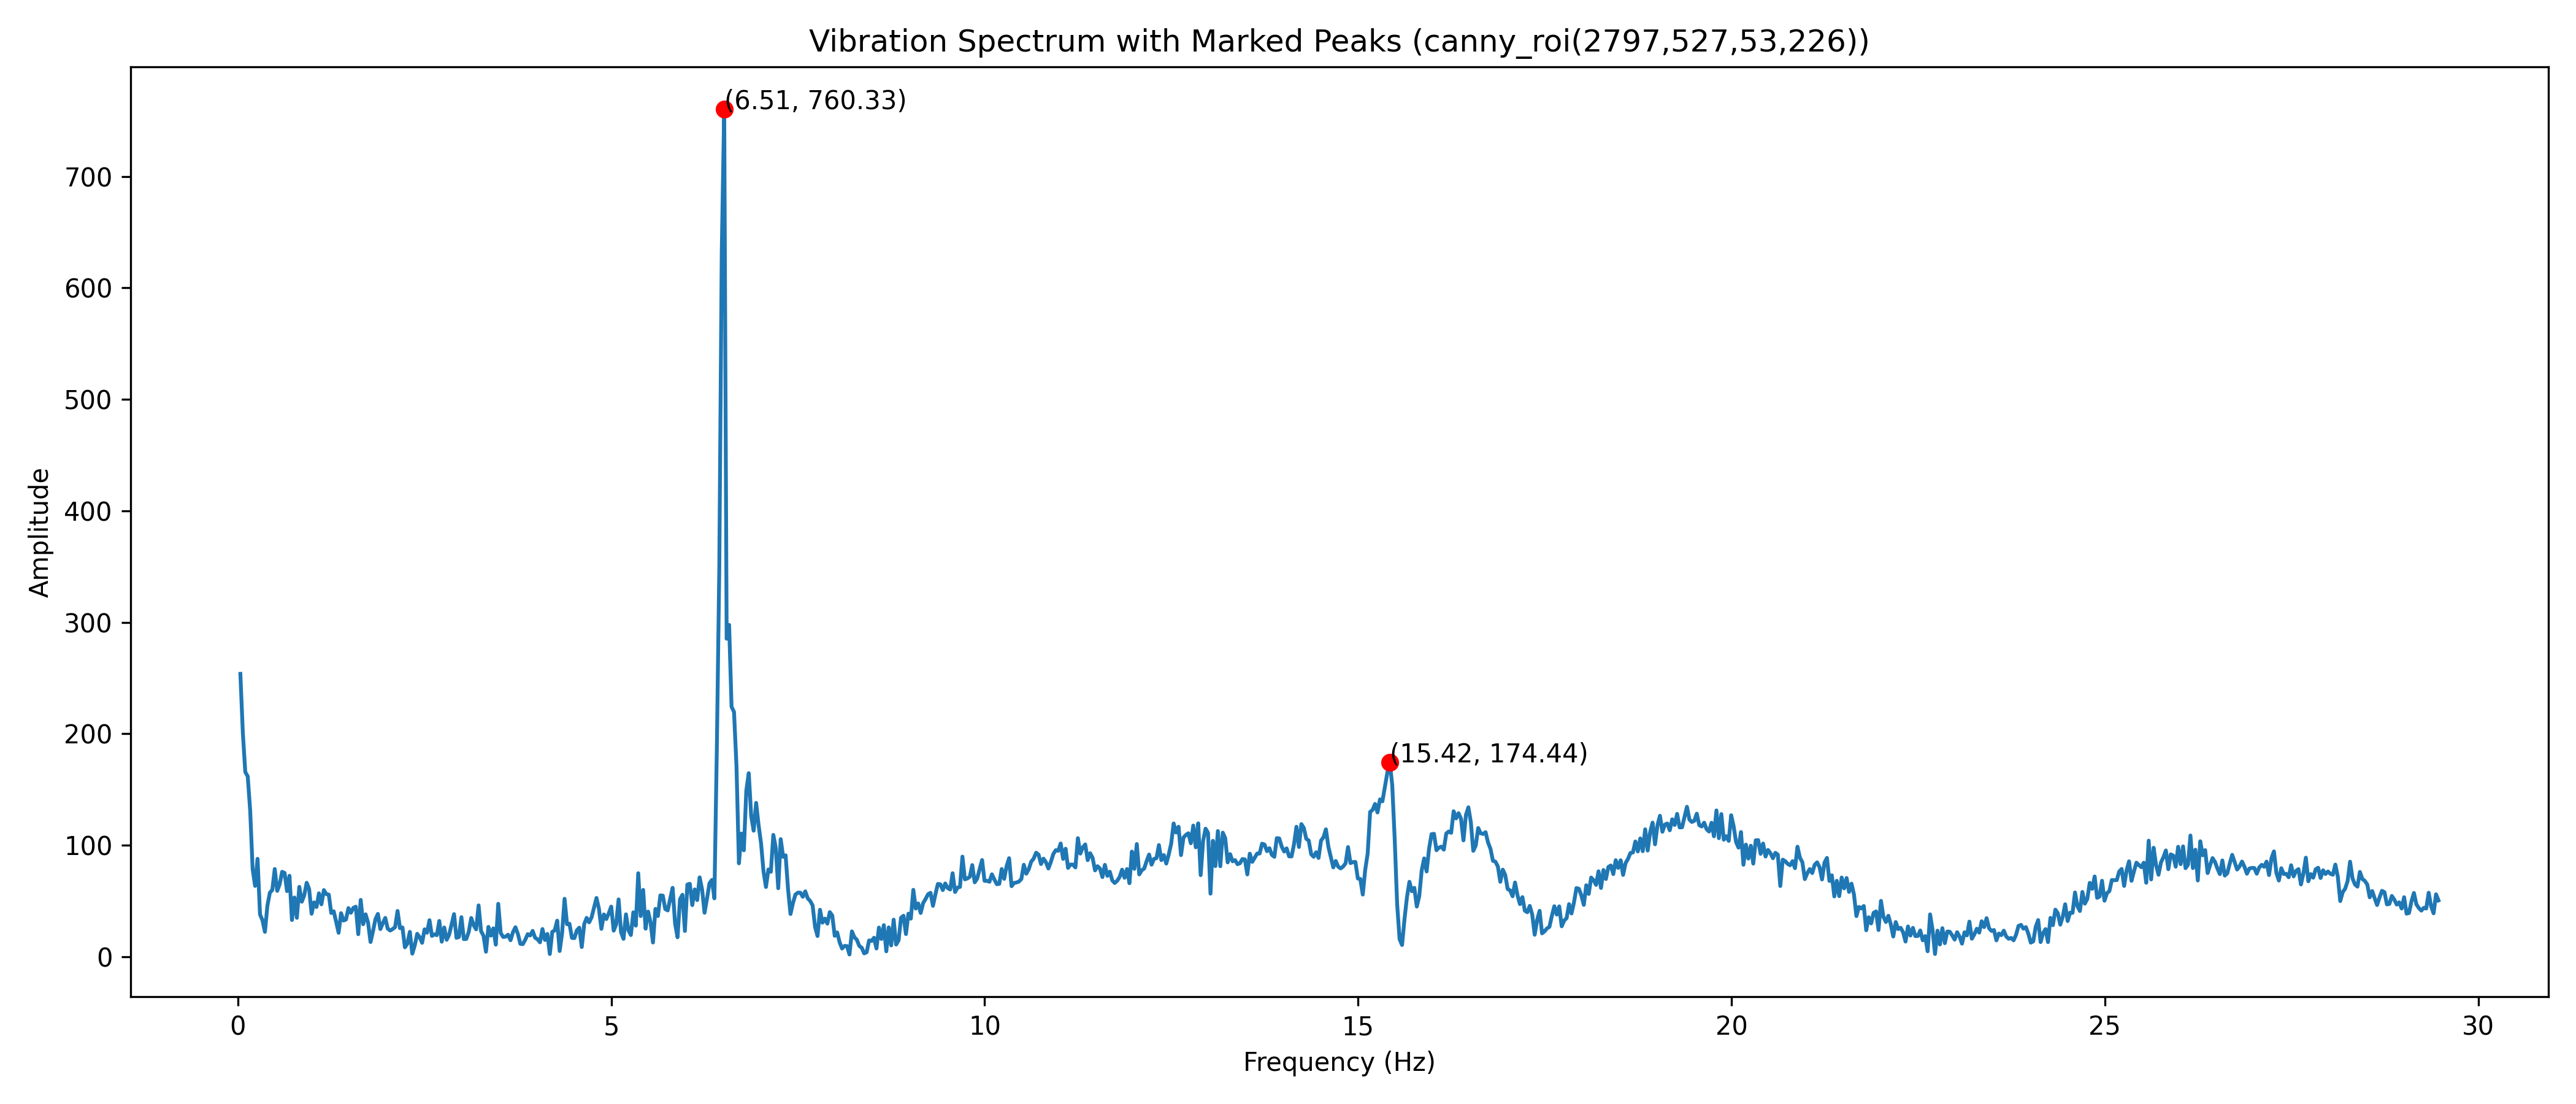 Vibration Spectrum with Marked Peaks (canny_roi(2797,527,53,226))
(6.51, 760.33)
(15.42, 174.44)
Amplitude
700
600
500
400
300
200
100
0
0 5 10 15 20 25 30
Frequency (Hz)